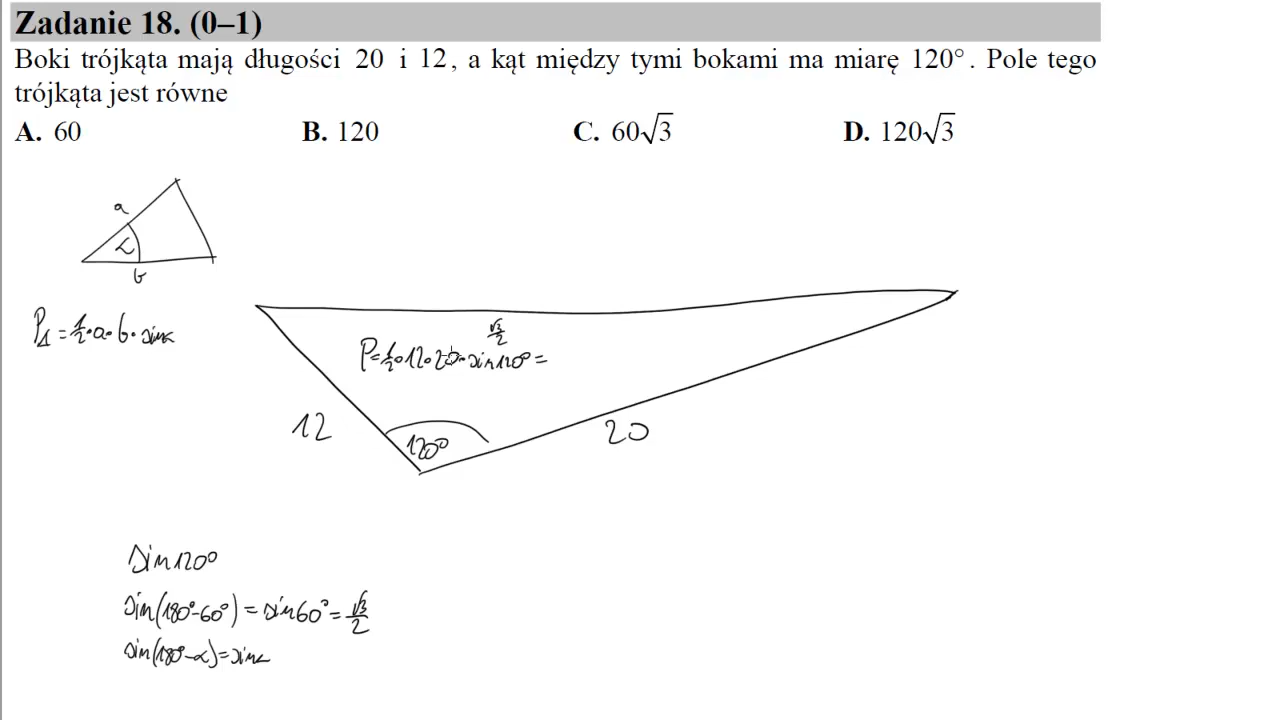 Zadanie 18. (0–1)
Boki trójkąta mają długości 20 i 12, a kąt między tymi bokami ma miarę 120°. Pole tego
trójkąta jest równe
A. 60 B. 120 C. 60√3 D. 120√3
a
α
b
P△ = 1/2 · a · b · sinα
√3/2
P = 1/2 · 12 · 20 · sin120° =
12
120°
20
Sin120°
sin(180°-60°) = sin60° = √3/2
sin(180°-α) = sinα